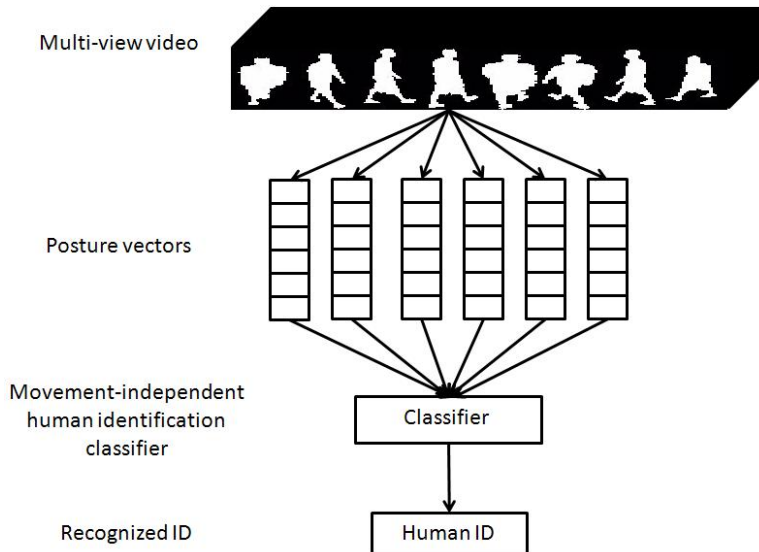 Multi-view video
Posture vectors
Movement-independent
human identification
classifier
Classifier
Recognized ID
Human ID